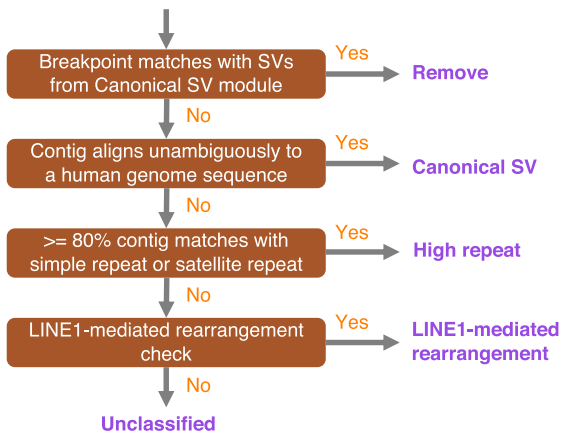 Breakpoint matches with SVs
from Canonical SV module
Yes
Remove
No
Contig aligns unambiguously to
a human genome sequence
Yes
Canonical SV
No
>= 80% contig matches with
simple repeat or satellite repeat
Yes
High repeat
No
LINE1-mediated rearrangement
check
Yes
LINE1-mediated
rearrangement
No
Unclassified